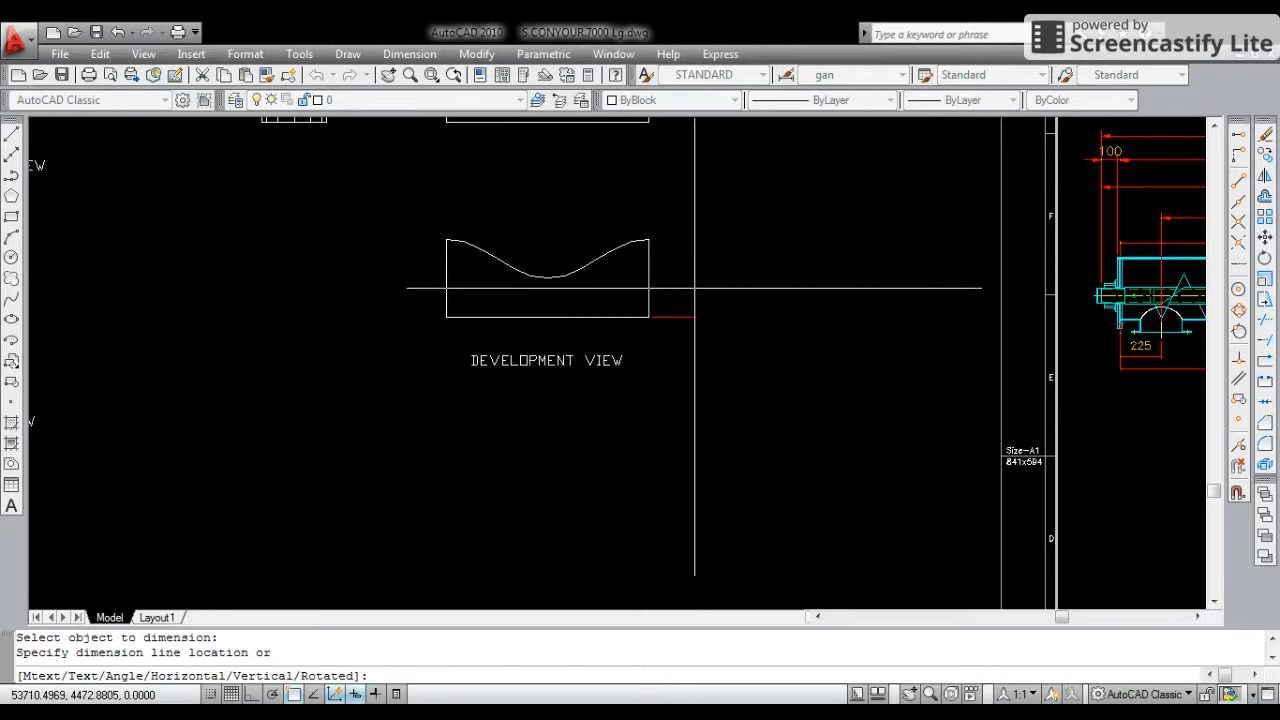 powered by
Screencastify Lite
AutoCAD 2010 S.CONYOUR.7000 Lg.dwg
Type a keyword or phrase
File Edit View Insert Format Tools Draw Dimension Modify Parametric Window Help Express
STANDARD gan Standard Standard
AutoCAD Classic 0 ByBlock ByLayer ByLayer ByColor
EW
100
F
225
DEVELOPMENT VIEW
E
W
Size-A1
841x594
D
Model Layout1
Select object to dimension:
Specify dimension line location or
[Mtext/Text/Angle/Horizontal/Vertical/Rotated]:
53710.4969, 4472.8805, 0.0000 1:1 AutoCAD Classic